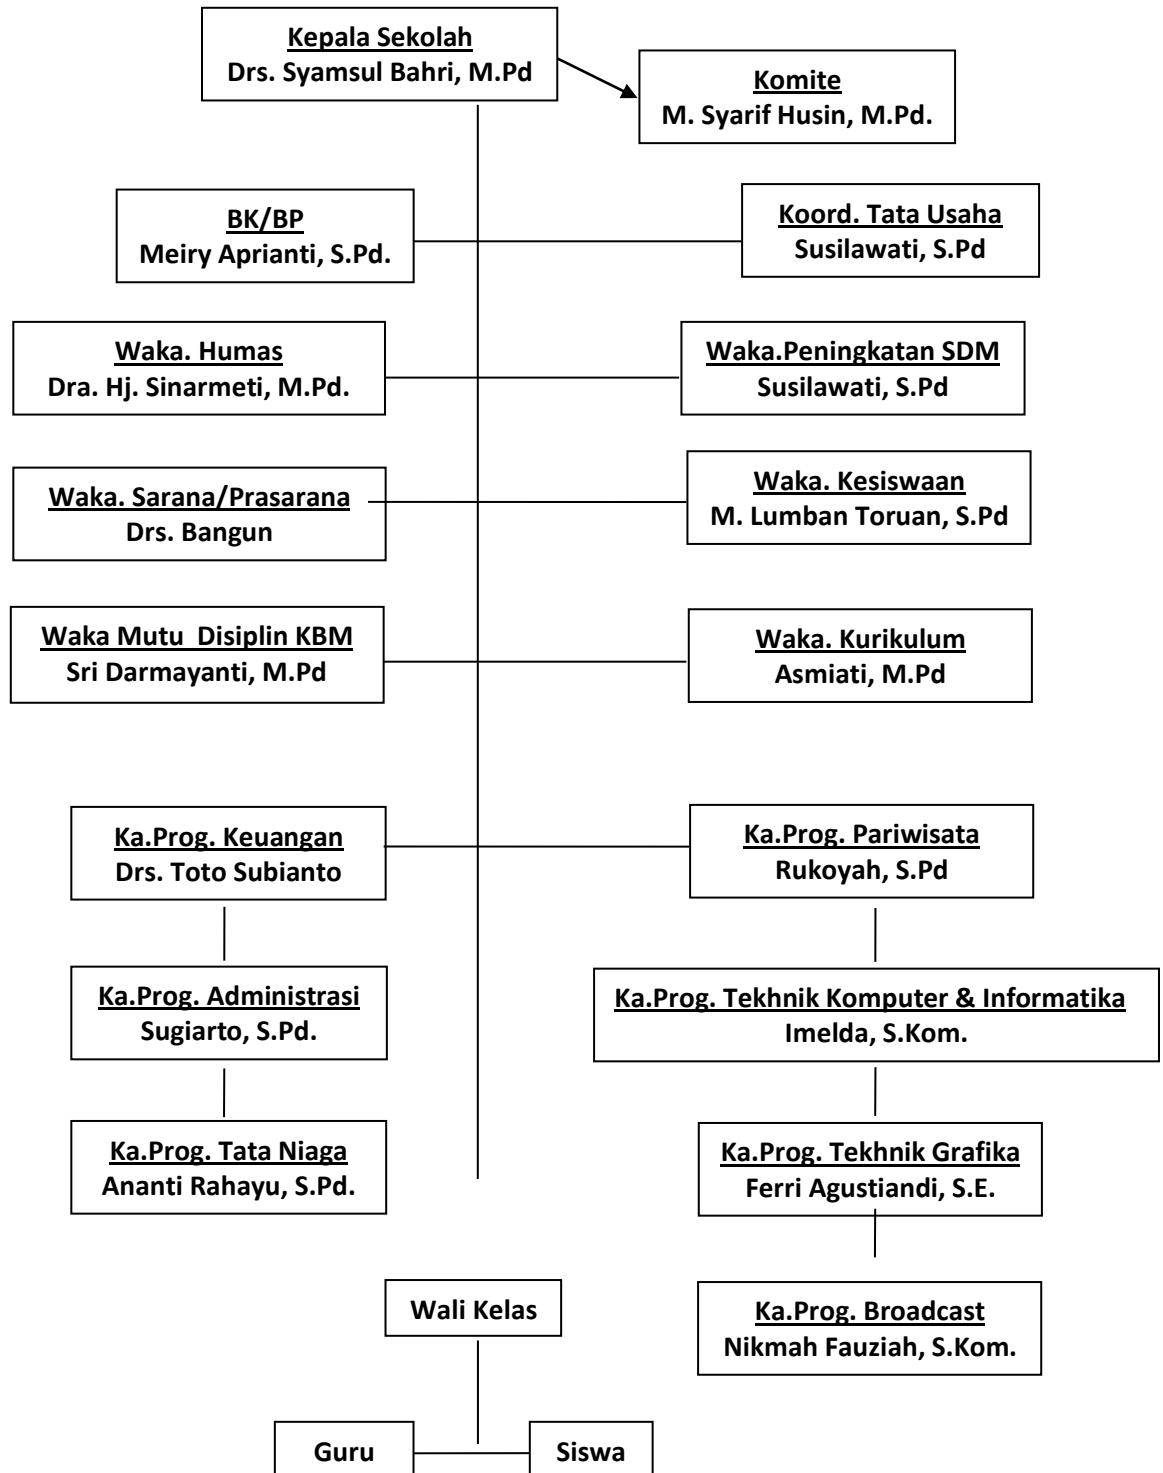 Kepala Sekolah
Drs. Syamsul Bahri, M.Pd
Komite
M. Syarif Husin, M.Pd.
BK/BP
Meiry Aprianti, S.Pd.
Koord. Tata Usaha
Susilawati, S.Pd
Waka. Humas
Dra. Hj. Sinarmeti, M.Pd.
Waka.Peningkatan SDM
Susilawati, S.Pd
Waka. Sarana/Prasarana
Drs. Bangun
Waka. Kesiswaan
M. Lumban Toruan, S.Pd
Waka Mutu  Disiplin KBM
Sri Darmayanti, M.Pd
Waka. Kurikulum
Asmiati, M.Pd
Ka.Prog. Keuangan
Drs. Toto Subianto
Ka.Prog. Pariwisata
Rukoyah, S.Pd
Ka.Prog. Administrasi
Sugiarto, S.Pd.
Ka.Prog. Tekhnik Komputer & Informatika
Imelda, S.Kom.
Ka.Prog. Tata Niaga
Ananti Rahayu, S.Pd.
Ka.Prog. Tekhnik Grafika
Ferri Agustiandi, S.E.
Wali Kelas
Ka.Prog. Broadcast
Nikmah Fauziah, S.Kom.
Guru
Siswa